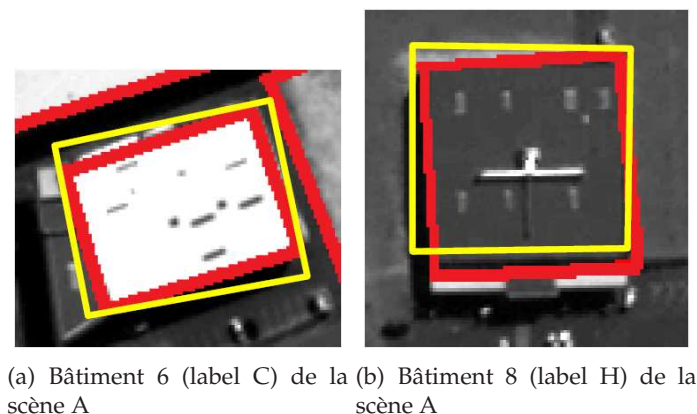 (a) Bâtiment 6 (label C) de la
scène A
(b) Bâtiment 8 (label H) de la
scène A